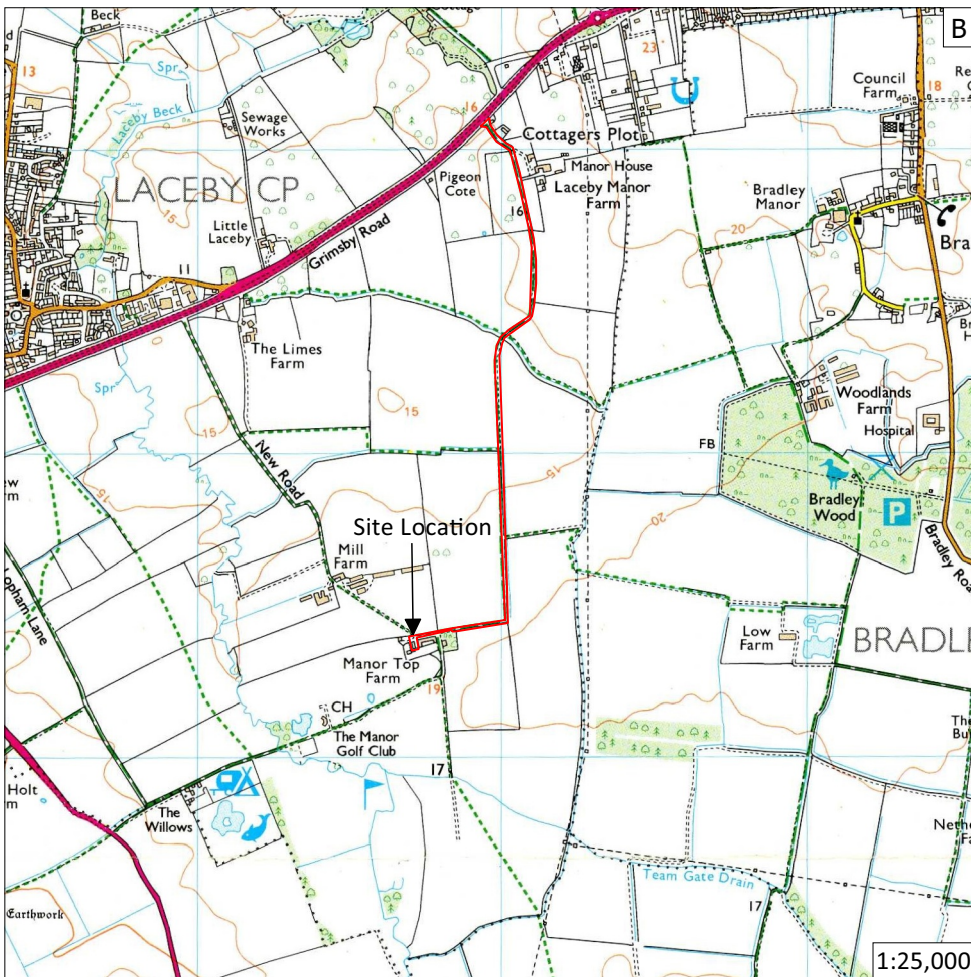 B
Beck
Spr
13
Laceby Beck
Sewage
Works
16
Cottagers Plot
23
Council
Farm
18
LACEBY CP
Pigeon
Cote
Manor House
Laceby Manor
Farm
Bradley
Manor
15
Little
Laceby
Grimsby Road
16
20
Bra
11
PO
The Limes
Farm
Spr
15
15
Woodlands
Farm
Hospital
FB
New Road
15
15
20
Bradley
Wood
P
Bradley Roa
Site Location
Mill
Farm
Lopham Lane
Low
Farm
BRADLE
Manor Top
Farm
19
CH
The Manor
Golf Club
17
Holt
The
Willows
Team Gate Drain
17
Earthwork
1:25,000